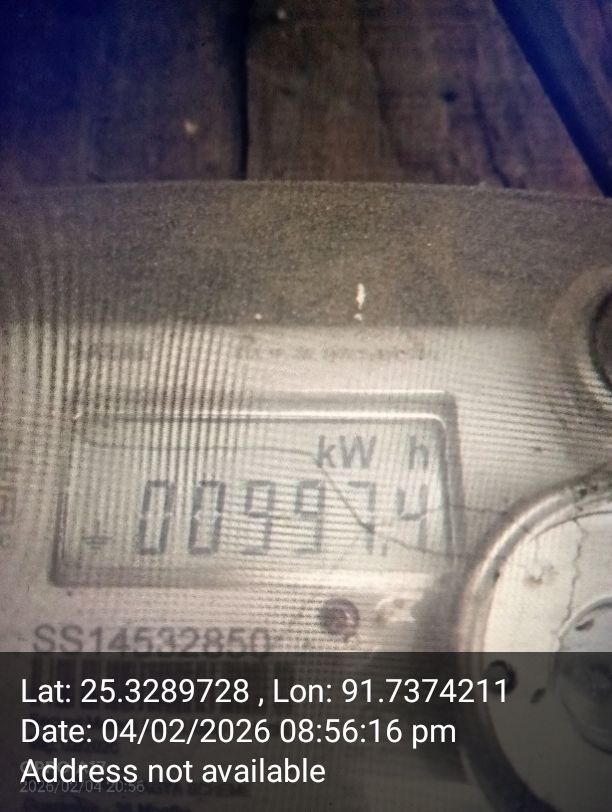 kW h
00997.4
SS14532850
Lat: 25.3289728 , Lon: 91.7374211
Date: 04/02/2026 08:56:16 pm
Address not available
2026/02/04 20:56